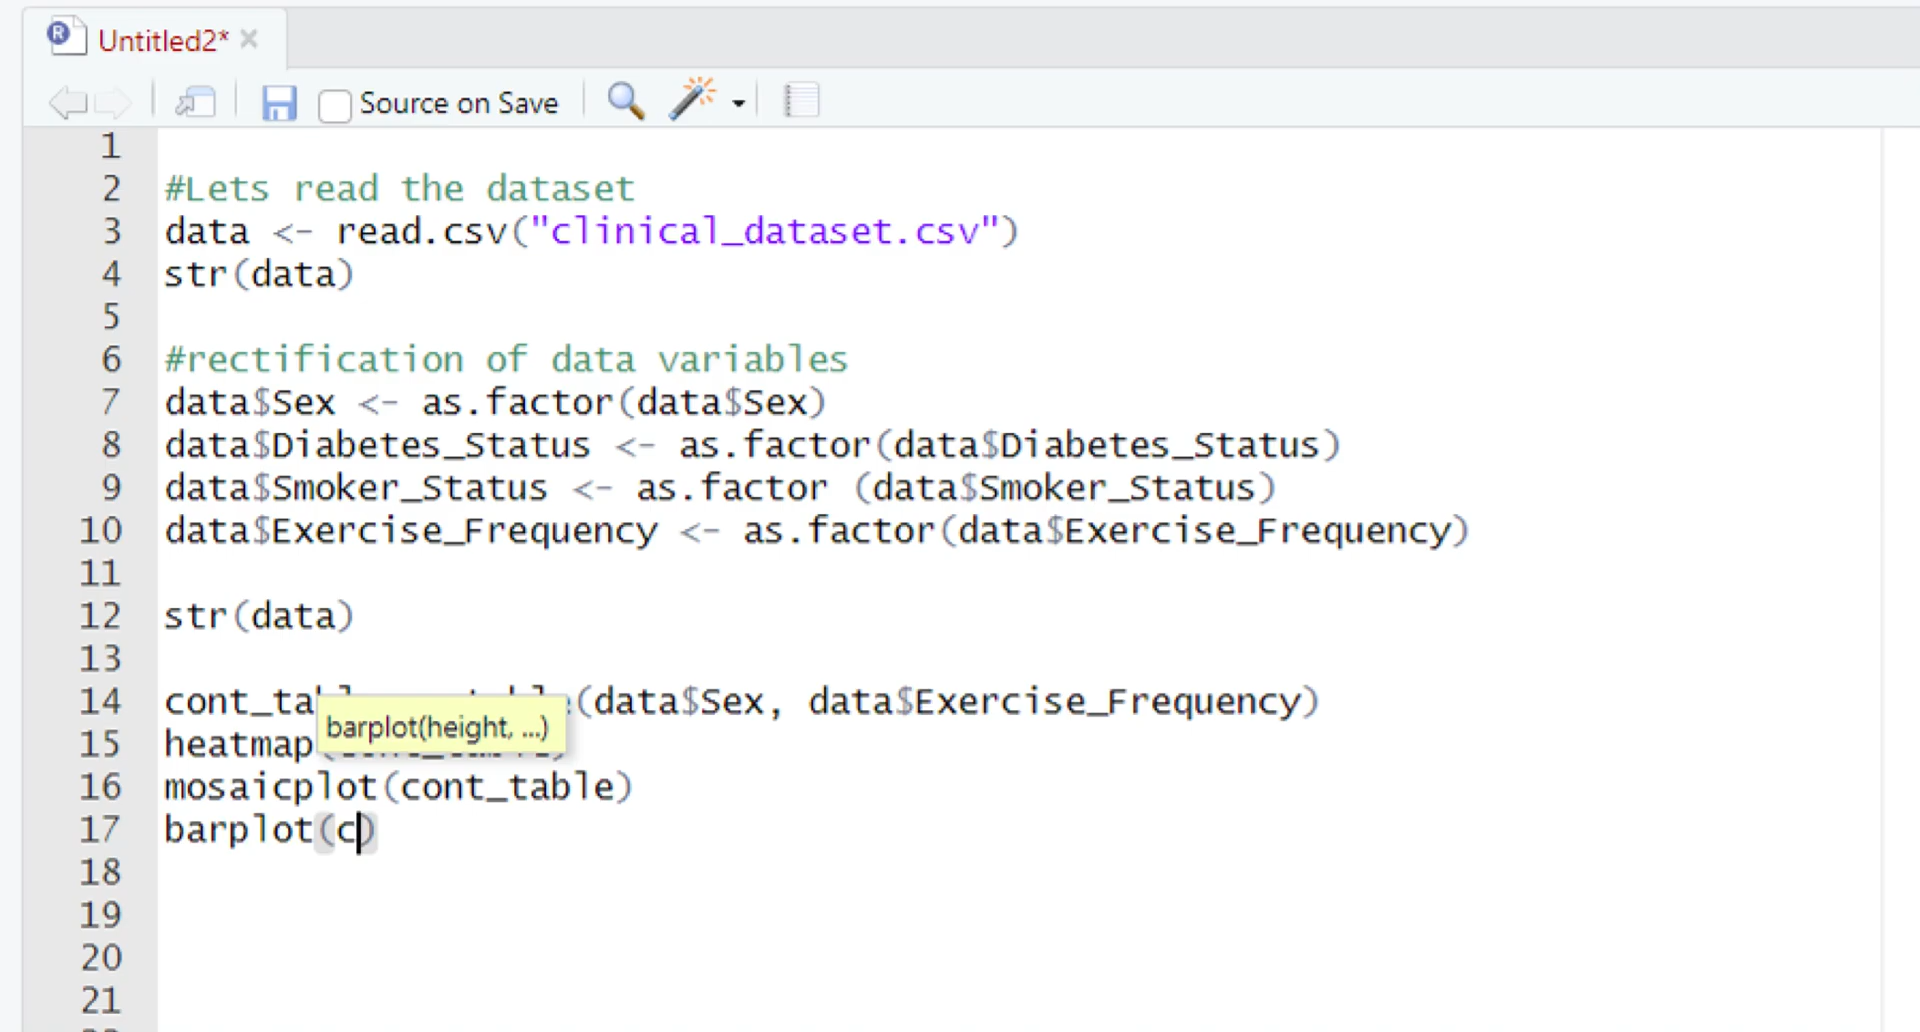 Untitled2*
Source on Save
1
2 #Lets read the dataset
3 data <- read.csv("clinical_dataset.csv")
4 str(data)
5
6 #rectification of data variables
7 data$Sex <- as.factor(data$Sex)
8 data$Diabetes_Status <- as.factor(data$Diabetes_Status)
9 data$Smoker_Status <- as.factor (data$Smoker_Status)
10 data$Exercise_Frequency <- as.factor(data$Exercise_Frequency)
11
12 str(data)
13
14 cont_ta (data$Sex, data$Exercise_Frequency)
barplot(height, ...)
15 heatmap
16 mosaicplot(cont_table)
17 barplot(c)
18
19
20
21